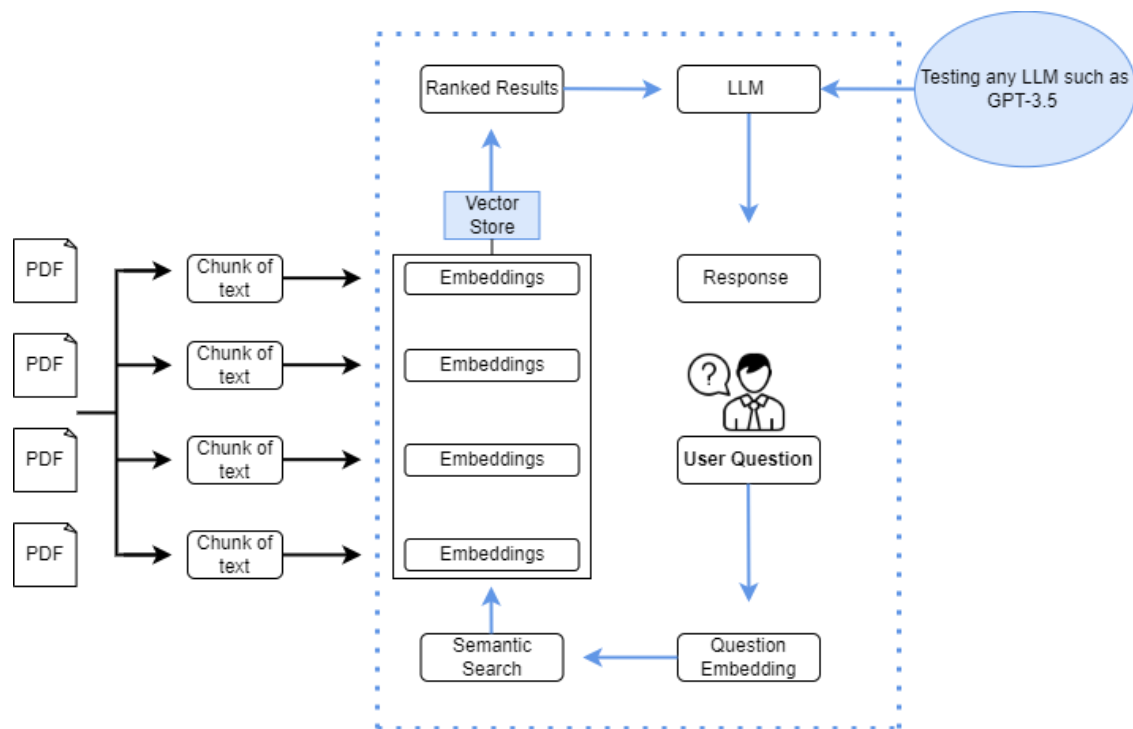 Ranked Results
LLM
Testing any LLM such as
GPT-3.5
Vector
Store
PDF
Chunk of
text
Embeddings
Response
PDF
Chunk of
text
Embeddings
?
PDF
Chunk of
text
Embeddings
User Question
PDF
Chunk of
text
Embeddings
Semantic
Search
Question
Embedding